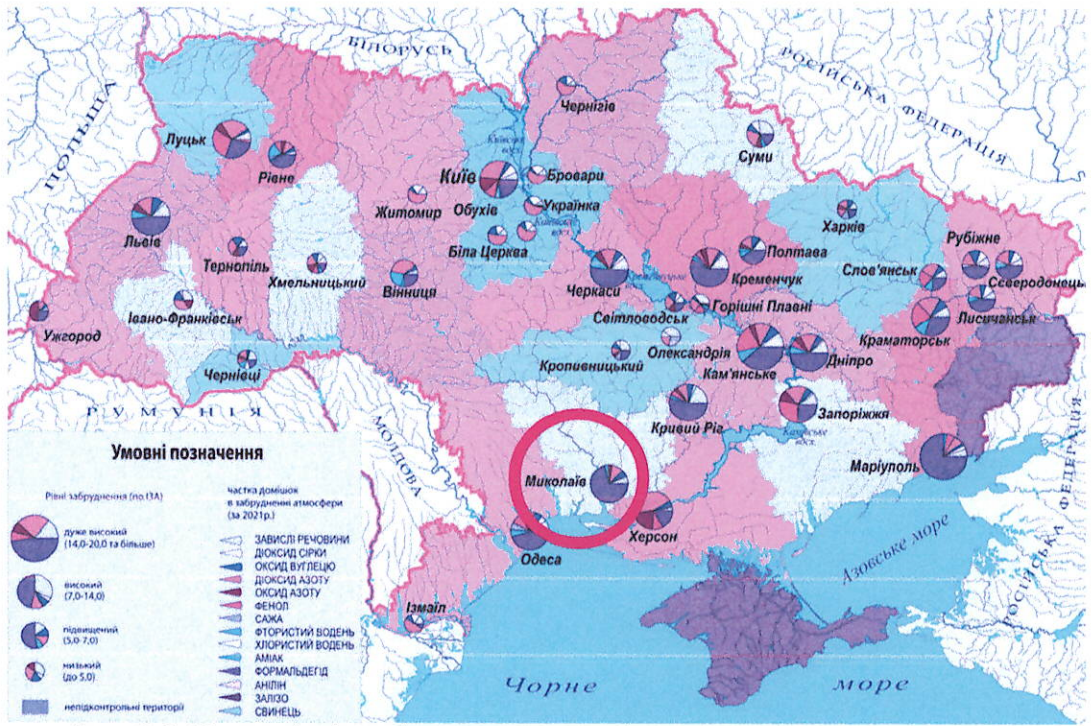 БІЛОРУСЬ
РОСІЙСЬКА ФЕДЕРАЦІЯ
ПОЛЬЩА
Чернігів
Луцьк
Рівне
Суми
Київ
Бровари
Обухів
Українка
Житомир
Львів
Харків
Рубіжне
Біла Церква
Тернопіль
Хмельницький
Вінниця
Полтава
Слов'янськ
Сєверодонецьк
Черкаси
Кременчук
Ужгород
Івано-Франківськ
Світловодськ
Горішні Плавні
Лисичанськ
Краматорськ
Чернівці
Кропивницький
Олександрія
Кам'янське
Дніпро
РУМУНІЯ
МОЛДОВА
Кривий Ріг
Запоріжжя
Маріуполь
Миколаїв
Херсон
Одеса
Ізмаїл
Азовське море
РОСІЙСЬКА ФЕДЕРАЦІЯ
Чорне море
Умовні позначення
Рівні забруднення (по ІЗА)
дуже високий
(14,0-20,0 та більше)
високий
(7,0-14,0)
підвищений
(5,0-7,0)
низький
(до 5,0)
непідконтрольні території
частка домішок
в забрудненні атмосфери
(за 2021р.)
ЗАВИСЛІ РЕЧОВИНИ
ДІОКСИД СІРКИ
ОКСИД ВУГЛЕЦЮ
ДІОКСИД АЗОТУ
ОКСИД АЗОТУ
ФЕНОЛ
САЖА
ФТОРИСТИЙ ВОДЕНЬ
ХЛОРИСТИЙ ВОДЕНЬ
АМІАК
ФОРМАЛЬДЕГІД
АНІЛІН
ЗАЛІЗО
СВИНЕЦЬ